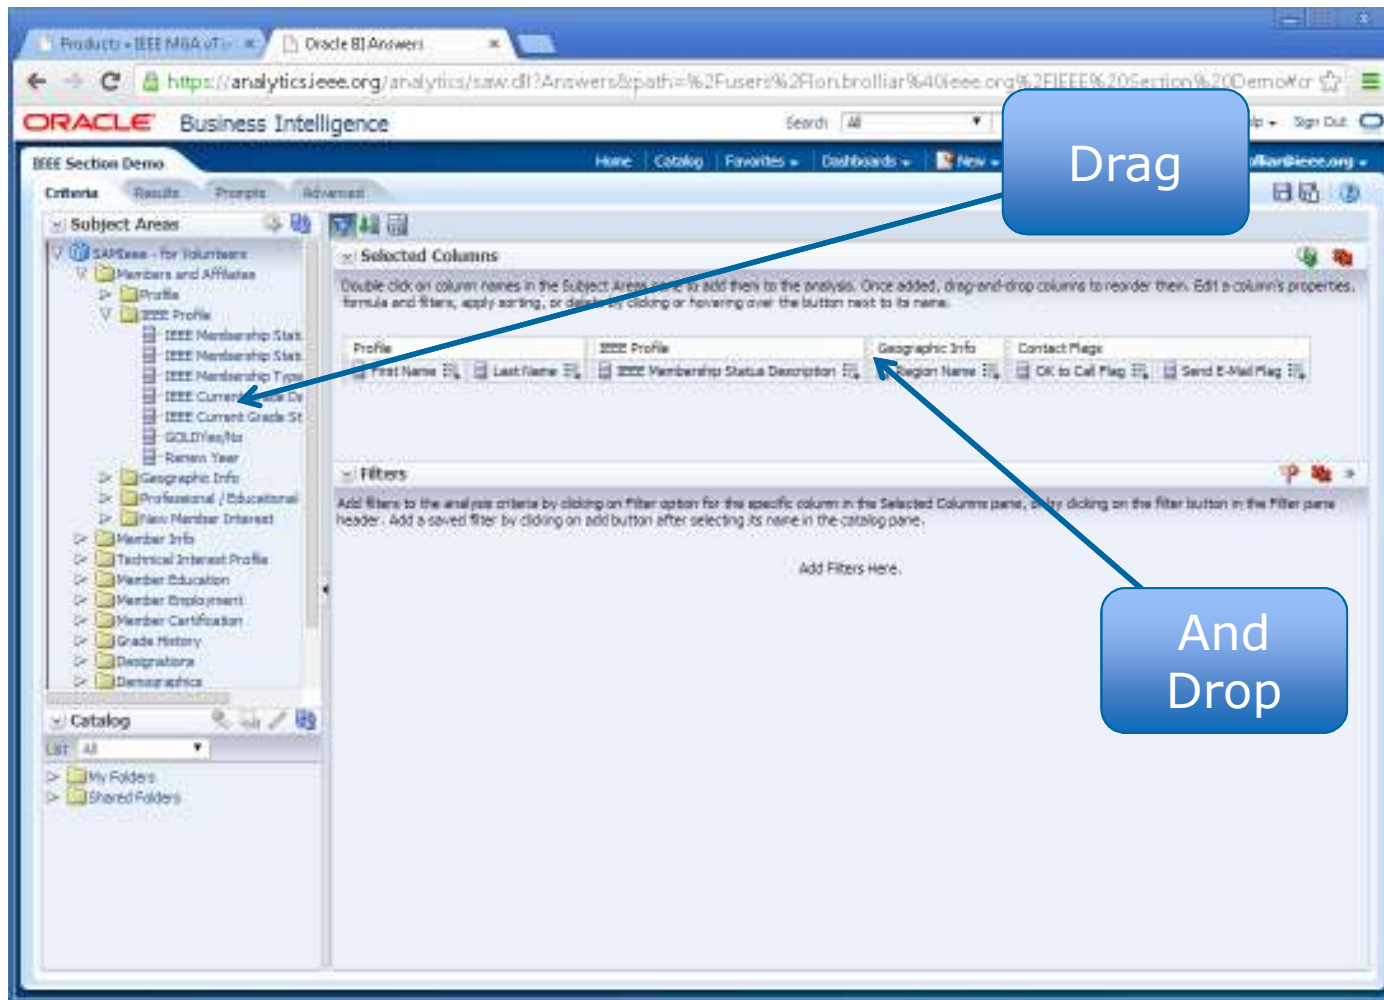 Products - IEEE M&A vTi
Oracle BI Answers
https://analytics.ieee.org/analytics/saw.dll?Answers&path=%2Fusers%2Flon.brolliar%40ieee.org%2FIEEE%20Section%20Demo#cr
ORACLE Business Intelligence
Search All
Sign Out
Drag
IEEE Section Demo
Home Catalog Favorites Dashboards New
olliar@ieee.org
Criteria Results Prompts Advanced
Subject Areas
SAMIeee - for Volunteers
Members and Affiliates
Profile
IEEE Profile
IEEE Membership Stat
IEEE Membership Stat
IEEE Membership Type
IEEE Current Grade De
IEEE Current Grade St
GOLDYes/No
Renew Year
Geographic Info
Professional / Educational
New Member Interest
Member Info
Technical Interest Profile
Member Education
Member Employment
Member Certification
Grade History
Designations
Demographics
Catalog
List All
My Folders
Shared Folders
Selected Columns
Double click on column names in the Subject Areas pane to add them to the analysis. Once added, drag-and-drop columns to reorder them. Edit a column's properties,
formula and filters, apply sorting, or delete by clicking or hovering over the button next to its name.
Profile IEEE Profile Geographic Info Contact Flags
First Name Last Name IEEE Membership Status Description Region Name OK to Call Flag Send E-Mail Flag
Filters
Add filters to the analysis criteria by clicking on Filter option for the specific column in the Selected Columns pane, or by clicking on the filter button in the Filter pane
header. Add a saved filter by clicking on add button after selecting its name in the catalog pane.
Add Filters Here.
And
Drop